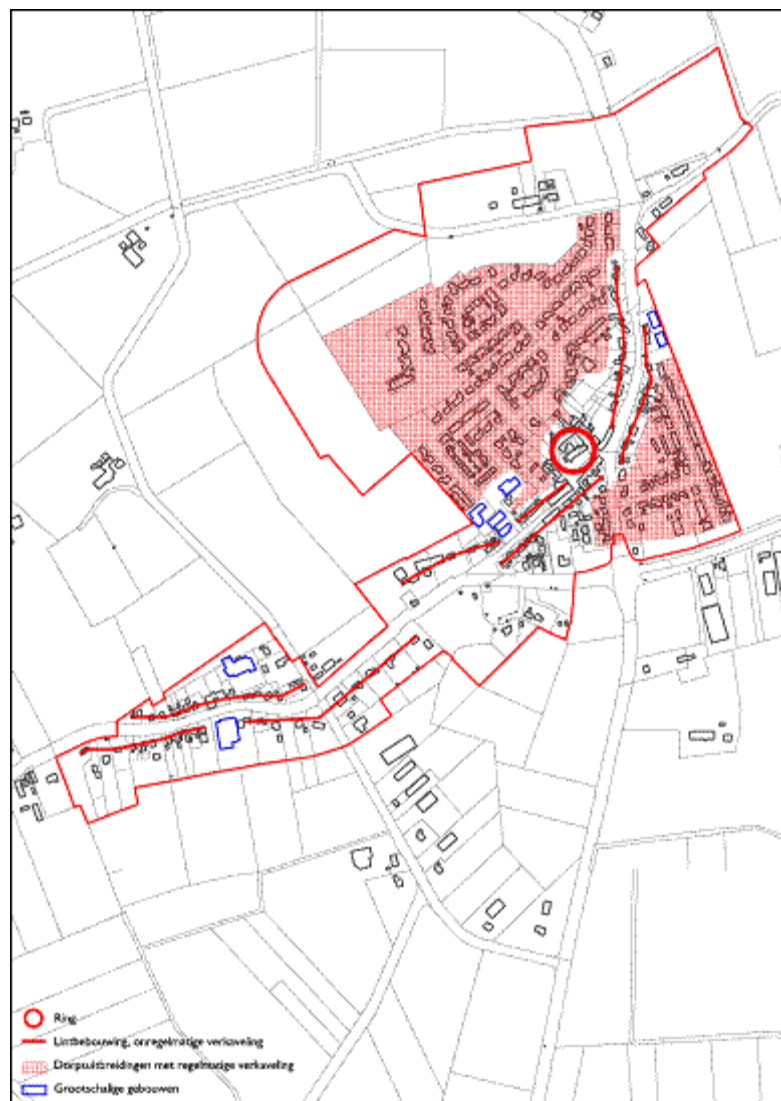 Ring
Lintbebouwing, onregelmatige verkaveling
Dorpsuitbreidingen met regelmatige verkaveling
Grootschalige gebouwen